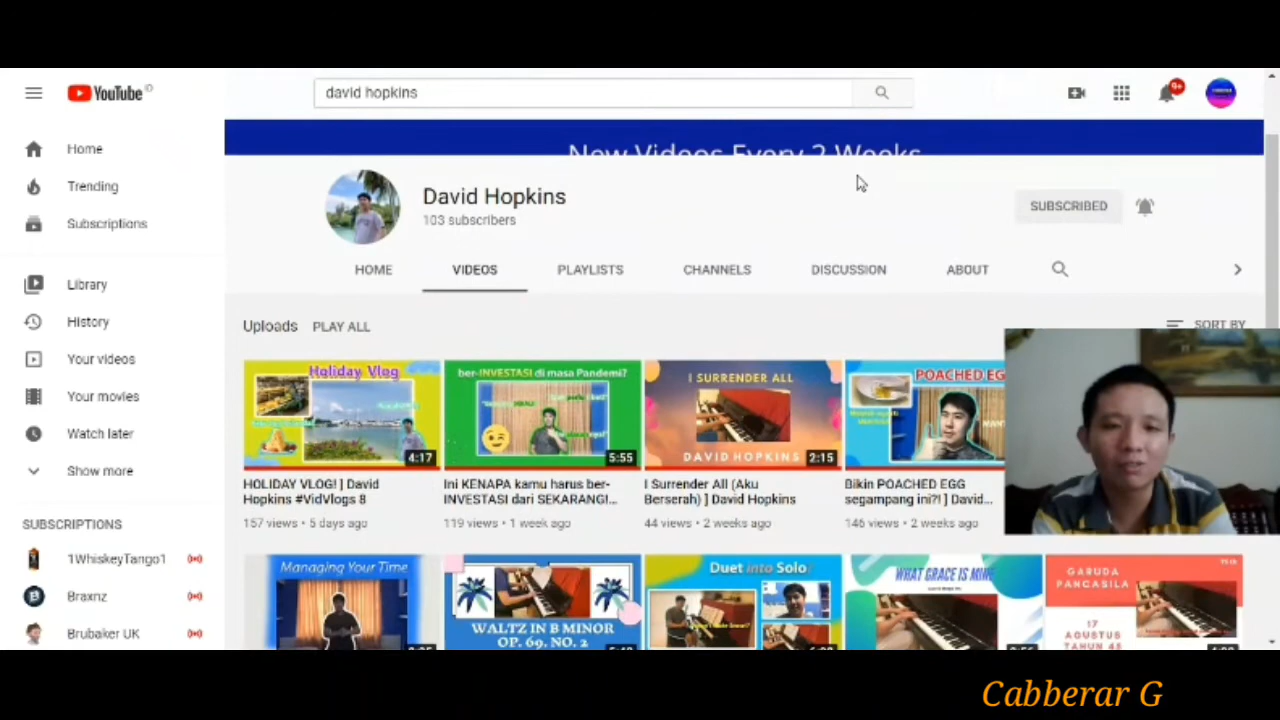 YouTube
david hopkins
9+
Home
Trending
Subscriptions
Library
History
Your videos
Your movies
Watch later
Show more
SUBSCRIPTIONS
1WhiskeyTango1
Braxnz
Brubaker UK
New Videos Every 2 Weeks
David Hopkins
103 subscribers
SUBSCRIBED
HOME VIDEOS PLAYLISTS CHANNELS DISCUSSION ABOUT
Uploads PLAY ALL
SORT BY
Holiday Vlog
4:17
HOLIDAY VLOG! ] David
Hopkins #VidVlogs 8
157 views • 5 days ago
ber-INVESTASI di masa Pandemi?
5:55
Ini KENAPA kamu harus ber-
INVESTASI dari SEKARANG!...
119 views • 1 week ago
I SURRENDER ALL
DAVID HOPKINS
2:15
I Surrender All (Aku
Berserah) ] David Hopkins
44 views • 2 weeks ago
POACHED EG
Bikin POACHED EGG
segampang ini?! ] David...
146 views • 2 weeks ago
Managing Your Time
WALTZ IN B MINOR
OP. 69, NO. 2
Duet into Solo
WHAT GRACE IS MINE
GARUDA
PANCASILA
17
AGUSTUS
TAHUN 45
Cabberar G